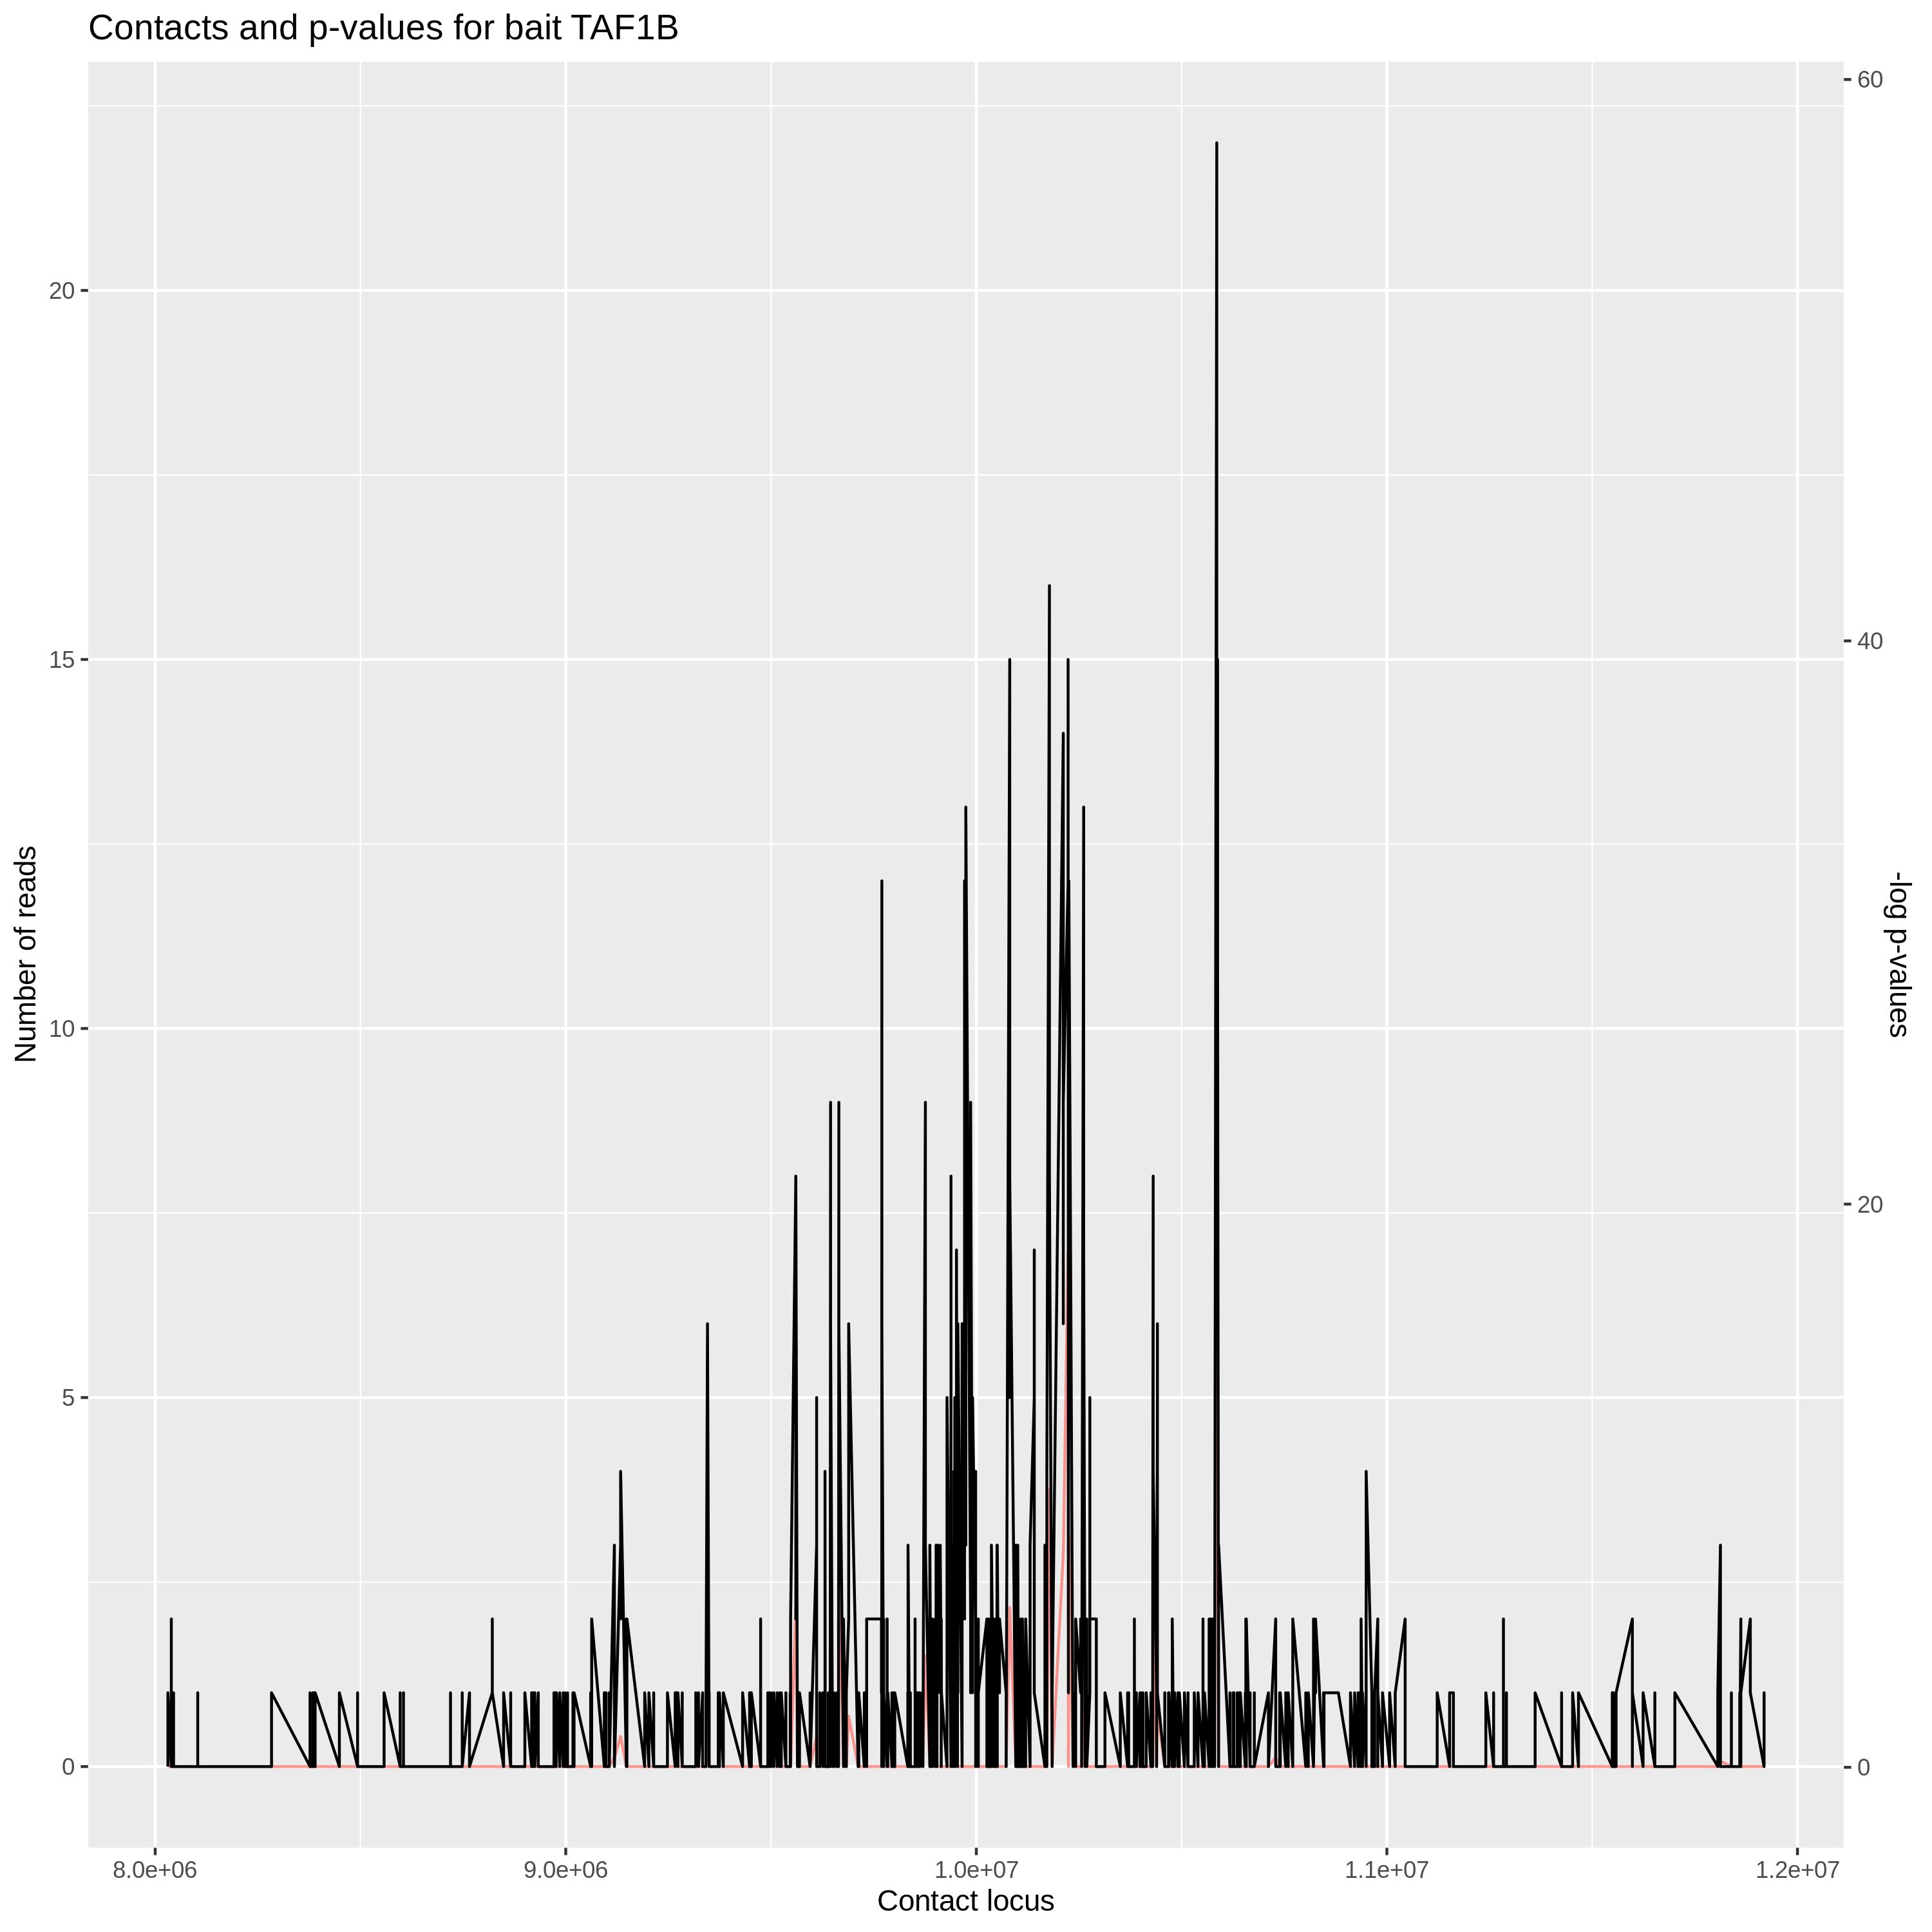 Contacts and p-values for bait TAF1B
60
20
40
15
Number of reads
-log p-values
10
20
5
0
0
8.0e+06
9.0e+06
1.0e+07
1.1e+07
1.2e+07
Contact locus